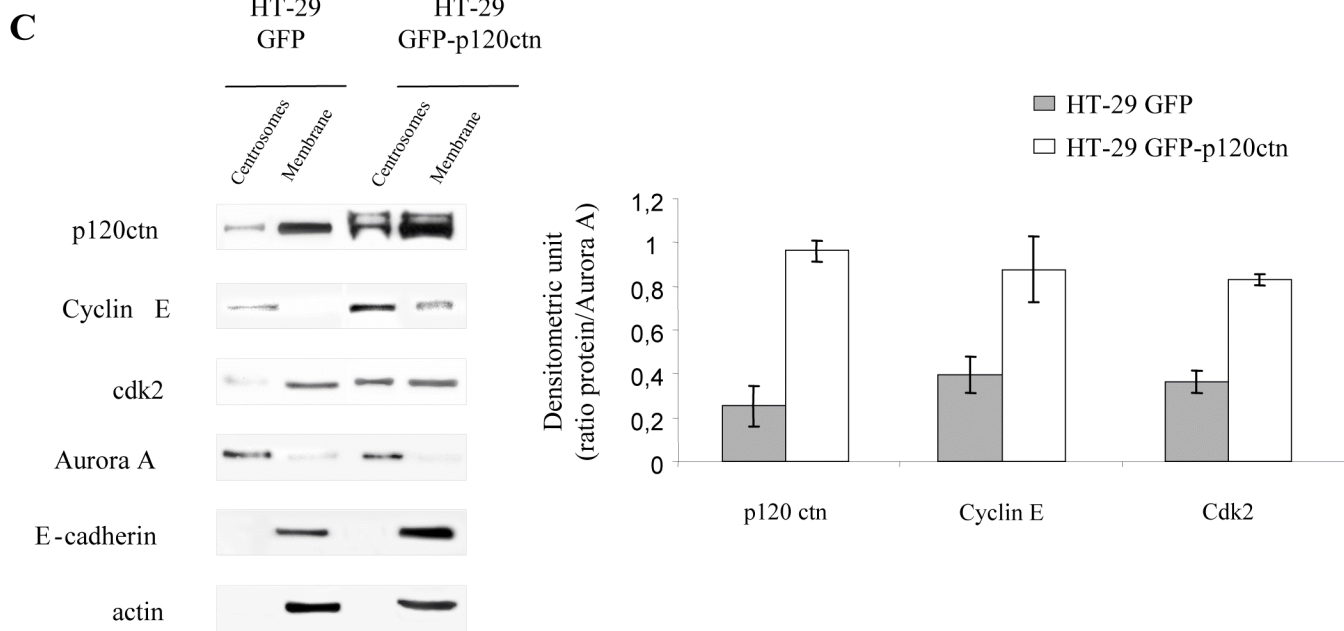 C
HT-29
GFP
HT-29
GFP-p120ctn
Centrosomes
Membrane
Centrosomes
Membrane
p120ctn
Cyclin E
cdk2
Aurora A
E-cadherin
actin
HT-29 GFP
HT-29 GFP-p120ctn
Densitometric unit
(ratio protein/Aurora A)
1,2
1
0,8
0,6
0,4
0,2
0
p120 ctn
Cyclin E
Cdk2